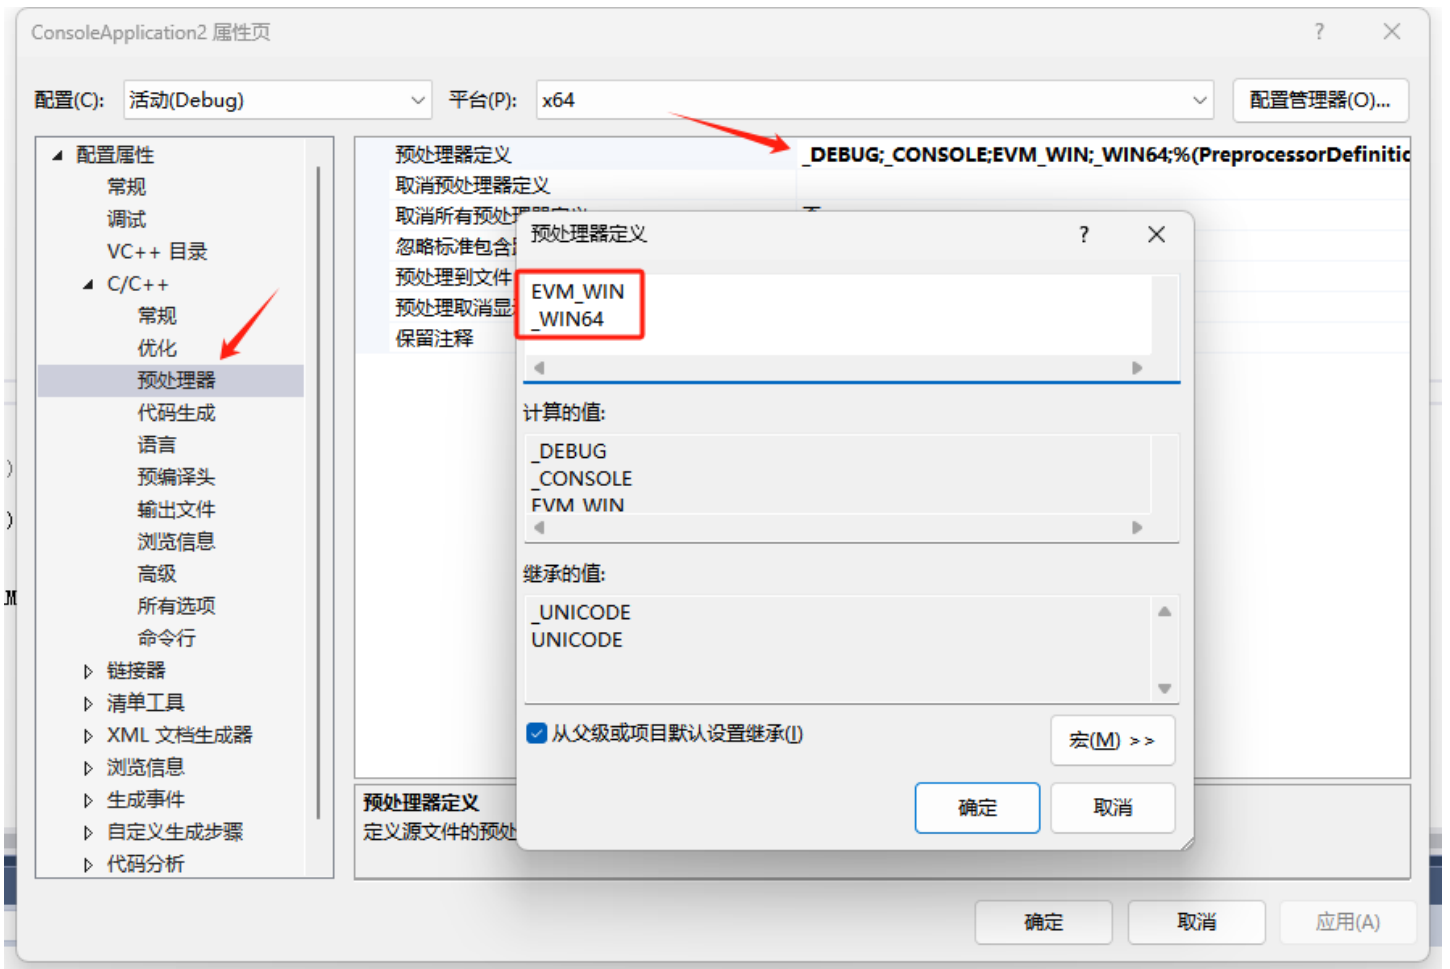 ConsoleApplication2 属性页
配置(C):
活动(Debug)
平台(P):
x64
配置管理器(O)...
配置属性
常规
调试
VC++ 目录
C/C++
常规
优化
预处理器
代码生成
语言
预编译头
输出文件
浏览信息
高级
所有选项
命令行
链接器
清单工具
XML 文档生成器
浏览信息
生成事件
自定义生成步骤
代码分析
预处理器定义
_DEBUG;_CONSOLE;EVM_WIN;_WIN64;%(PreprocessorDefinitic
取消预处理器定义
取消所有预处理器定义
忽略标准包含
预处理到文件
预处理取消显
保留注释
预处理器定义
?
EVM_WIN
_WIN64
计算的值:
_DEBUG
_CONSOLE
EVM_WIN
继承的值:
_UNICODE
UNICODE
从父级或项目默认设置继承(I)
宏(M) >>
确定
取消
预处理器定义
定义源文件的预处
确定
取消
应用(A)